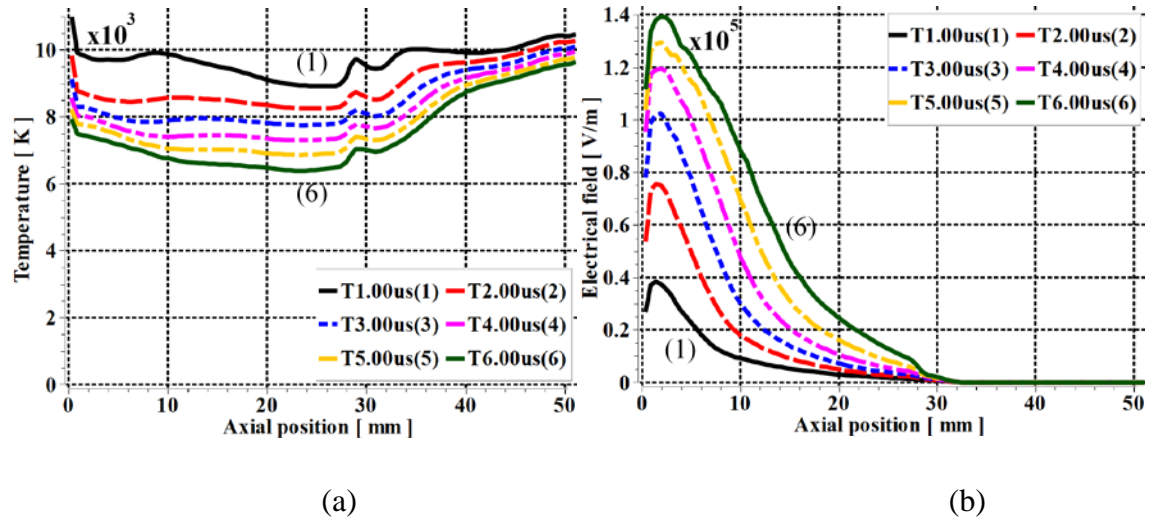 x10³
Temperature [ K ]
10
8
6
4
2
0
(1)
(6)
T1.00us(1) T2.00us(2)
T3.00us(3) T4.00us(4)
T5.00us(5) T6.00us(6)
0 10 20 30 40 50
Axial position [ mm ]
(a)
Electrical field [ V/m ]
1.4
1.2
1
0.8
0.6
0.4
0.2
0
x10⁵
T1.00us(1) T2.00us(2)
T3.00us(3) T4.00us(4)
T5.00us(5) T6.00us(6)
(6)
(1)
0 10 20 30 40 50
Axial position [ mm ]
(b)